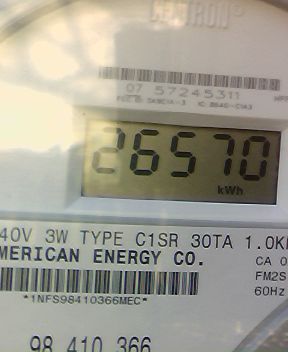 CENTRON®
07 57245311
26570
kWh
40V 3W TYPE C1SR 30TA 1.0K
MERICAN ENERGY CO.
CA 0
FM2S
*1NFS98410366MEC*
60Hz
98 410 366